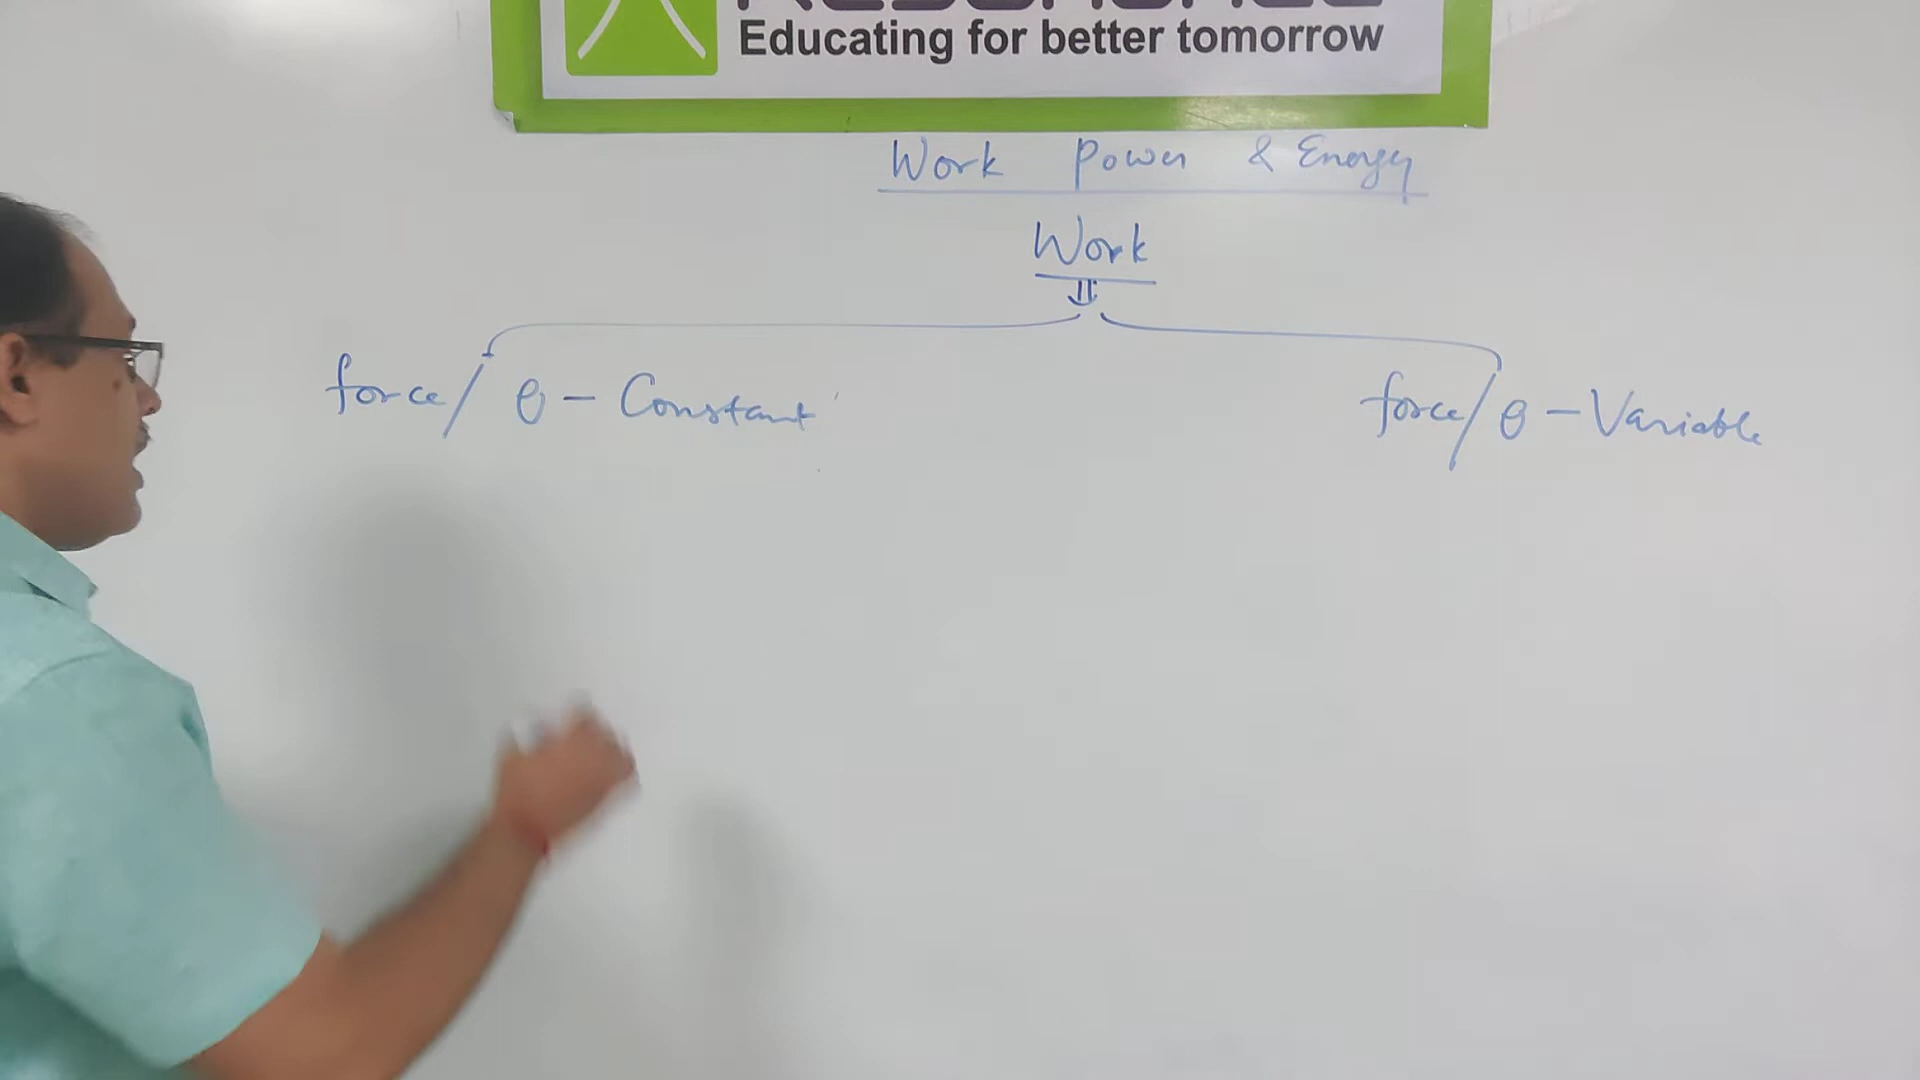 Educating for better tomorrow
Work Power & Energy
Work
⇓
force/ θ - Constant
force/ θ - Variable